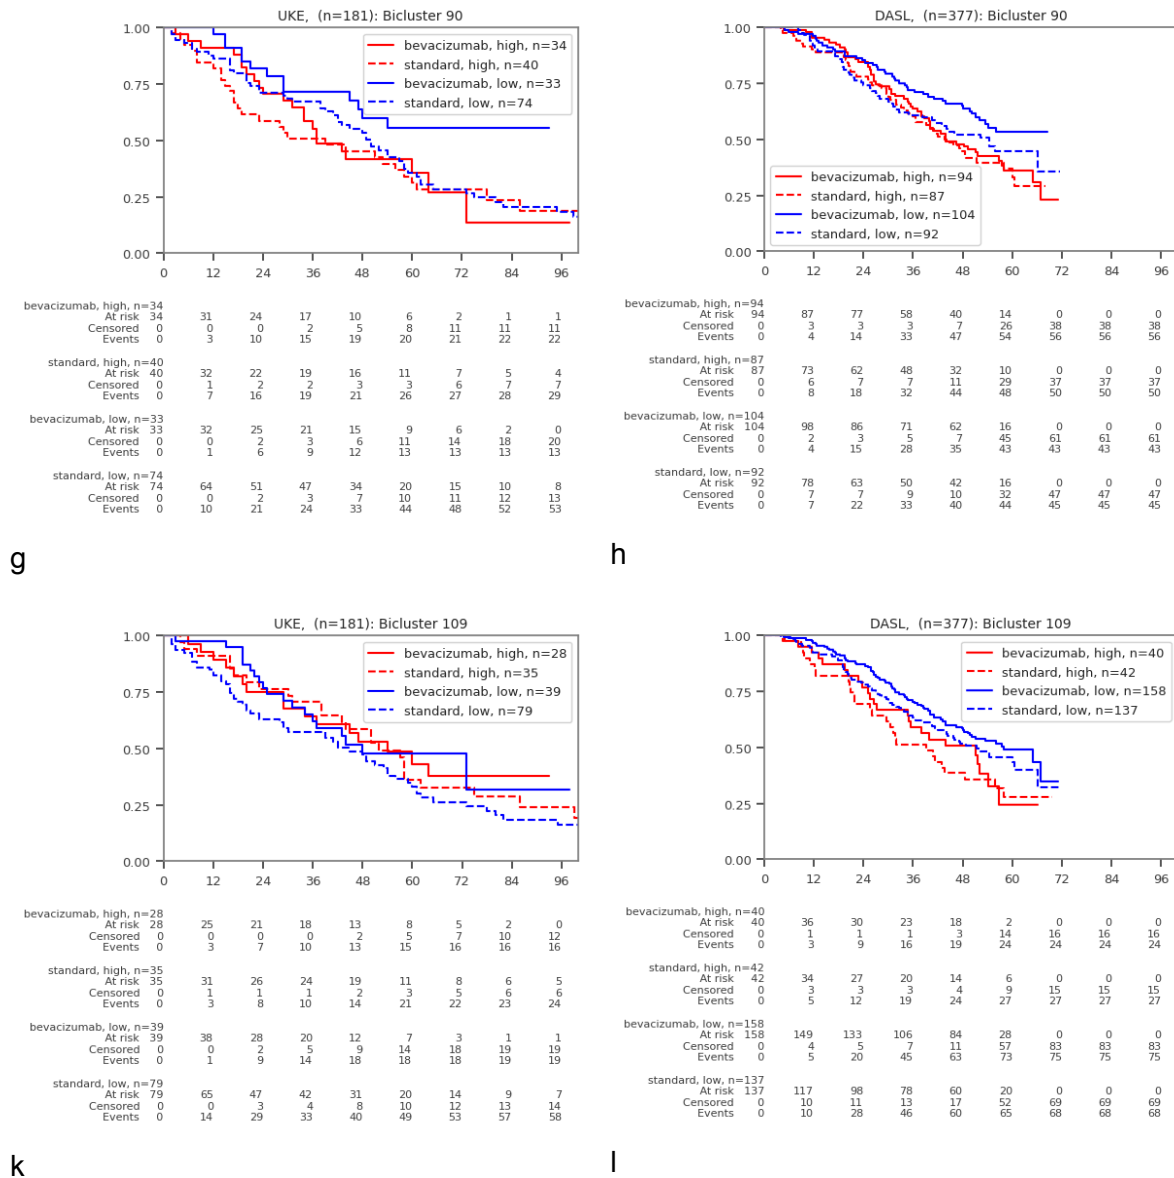 UKE, (n=181): Bicluster 90
1.00
0.75
0.50
0.25
0.00
bevacizumab, high, n=34
standard, high, n=40
bevacizumab, low, n=33
standard, low, n=74
0 12 24 36 48 60 72 84 96
bevacizumab, high, n=34
At risk 34 31 24 17 10 6 2 1 1
Censored 0 0 0 2 5 8 11 11 11
Events 0 3 10 15 19 20 21 22 22
standard, high, n=40
At risk 40 32 22 19 16 11 7 5 4
Censored 0 1 2 2 3 3 6 7 7
Events 0 7 16 19 21 26 27 28 29
bevacizumab, low, n=33
At risk 33 32 25 21 15 9 6 2 0
Censored 0 0 2 3 6 11 14 18 20
Events 0 1 6 9 12 13 13 13 13
standard, low, n=74
At risk 74 64 51 47 34 20 15 10 8
Censored 0 0 2 3 7 10 11 12 13
Events 0 10 21 24 33 44 48 52 53
g
DASL, (n=377): Bicluster 90
1.00
0.75
0.50
0.25
0.00
bevacizumab, high, n=94
standard, high, n=87
bevacizumab, low, n=104
standard, low, n=92
0 12 24 36 48 60 72 84 96
bevacizumab, high, n=94
At risk 94 87 77 58 40 14 0 0 0
Censored 0 3 3 3 7 26 38 38 38
Events 0 4 14 33 47 54 56 56 56
standard, high, n=87
At risk 87 73 62 48 32 10 0 0 0
Censored 0 6 7 7 11 29 37 37 37
Events 0 8 18 32 44 48 50 50 50
bevacizumab, low, n=104
At risk 104 98 86 71 62 16 0 0 0
Censored 0 2 3 5 7 45 61 61 61
Events 0 4 15 28 35 43 43 43 43
standard, low, n=92
At risk 92 78 63 50 42 16 0 0 0
Censored 0 7 7 9 10 32 47 47 47
Events 0 7 22 33 40 44 45 45 45
h
UKE, (n=181): Bicluster 109
1.00
0.75
0.50
0.25
0.00
bevacizumab, high, n=28
standard, high, n=35
bevacizumab, low, n=39
standard, low, n=79
0 12 24 36 48 60 72 84 96
bevacizumab, high, n=28
At risk 28 25 21 18 13 8 5 2 0
Censored 0 0 0 0 2 5 7 10 12
Events 0 3 7 10 13 15 16 16 16
standard, high, n=35
At risk 35 31 26 24 19 11 8 6 5
Censored 0 1 1 1 2 3 5 6 6
Events 0 3 8 10 14 21 22 23 24
bevacizumab, low, n=39
At risk 39 38 28 20 12 7 3 1 1
Censored 0 0 2 5 9 14 18 19 19
Events 0 1 9 14 18 18 18 19 19
standard, low, n=79
At risk 79 65 47 42 31 20 14 9 7
Censored 0 0 3 4 8 10 12 13 14
Events 0 14 29 33 40 49 53 57 58
k
DASL, (n=377): Bicluster 109
1.00
0.75
0.50
0.25
0.00
bevacizumab, high, n=40
standard, high, n=42
bevacizumab, low, n=158
standard, low, n=137
0 12 24 36 48 60 72 84 96
bevacizumab, high, n=40
At risk 40 36 30 23 18 2 0 0 0
Censored 0 1 1 1 3 14 16 16 16
Events 0 3 9 16 19 24 24 24 24
standard, high, n=42
At risk 42 34 27 20 14 6 0 0 0
Censored 0 3 3 3 4 9 15 15 15
Events 0 5 12 19 24 27 27 27 27
bevacizumab, low, n=158
At risk 158 149 133 106 84 28 0 0 0
Censored 0 4 5 7 11 57 83 83 83
Events 0 5 20 45 63 73 75 75 75
standard, low, n=137
At risk 137 117 98 78 60 20 0 0 0
Censored 0 10 11 13 17 52 69 69 69
Events 0 10 28 46 60 65 68 68 68
l